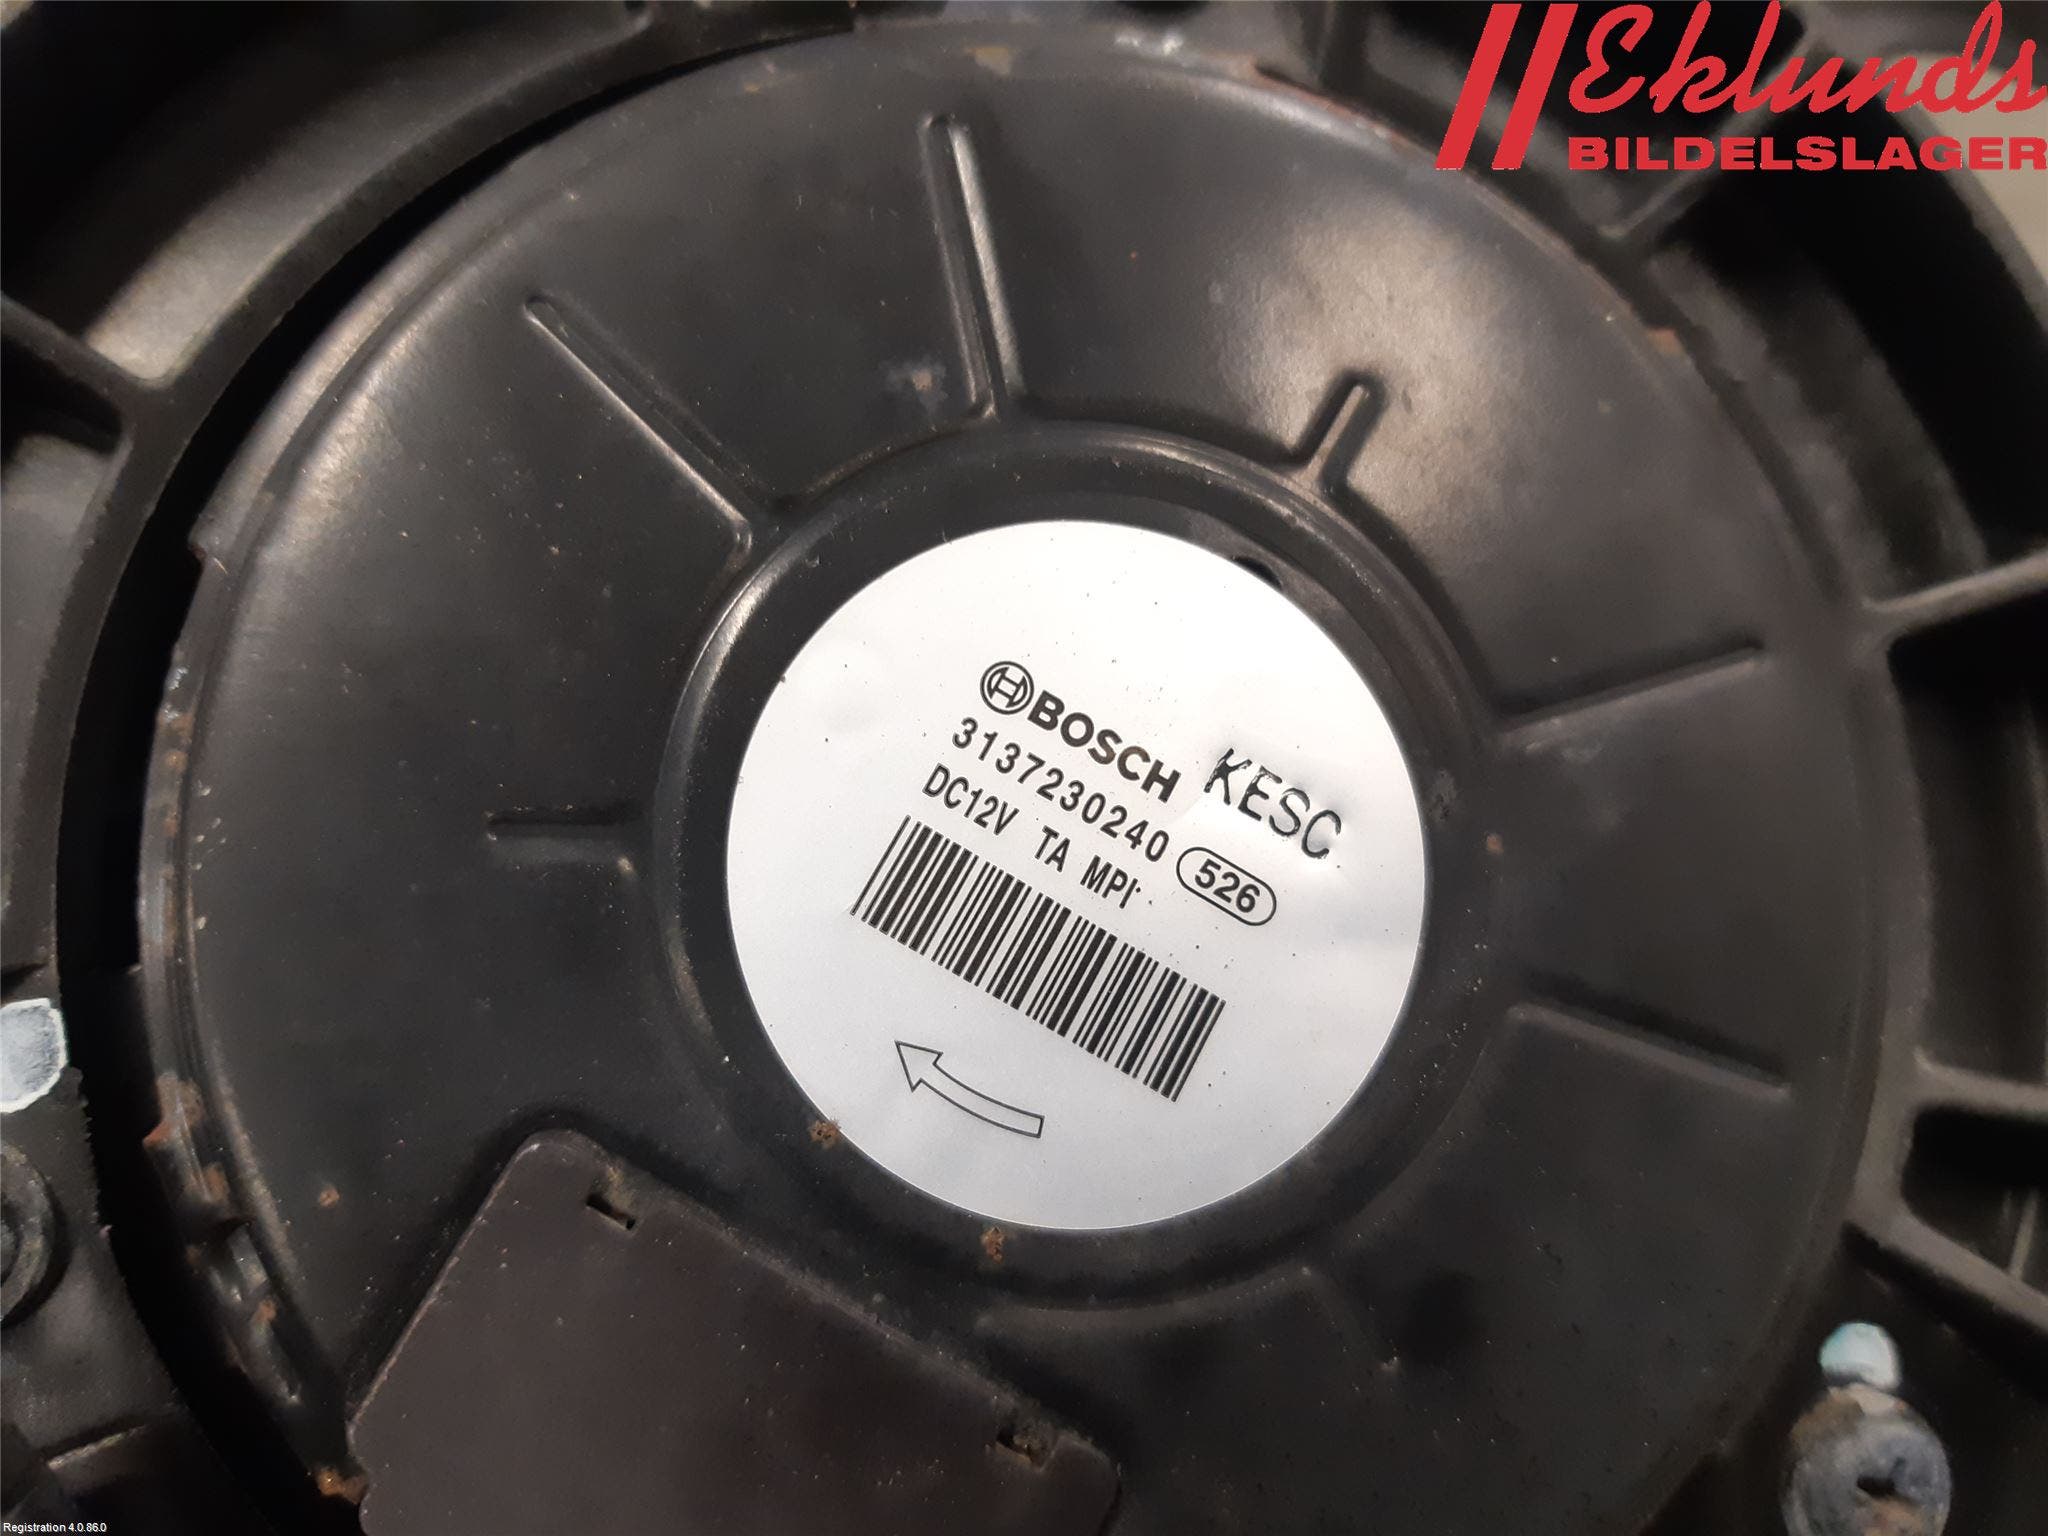 Eklunds
BILDELSLAGER
BOSCH
KESC
3137230240
526
DC12V TA MPI
Registration 4.0.86.0